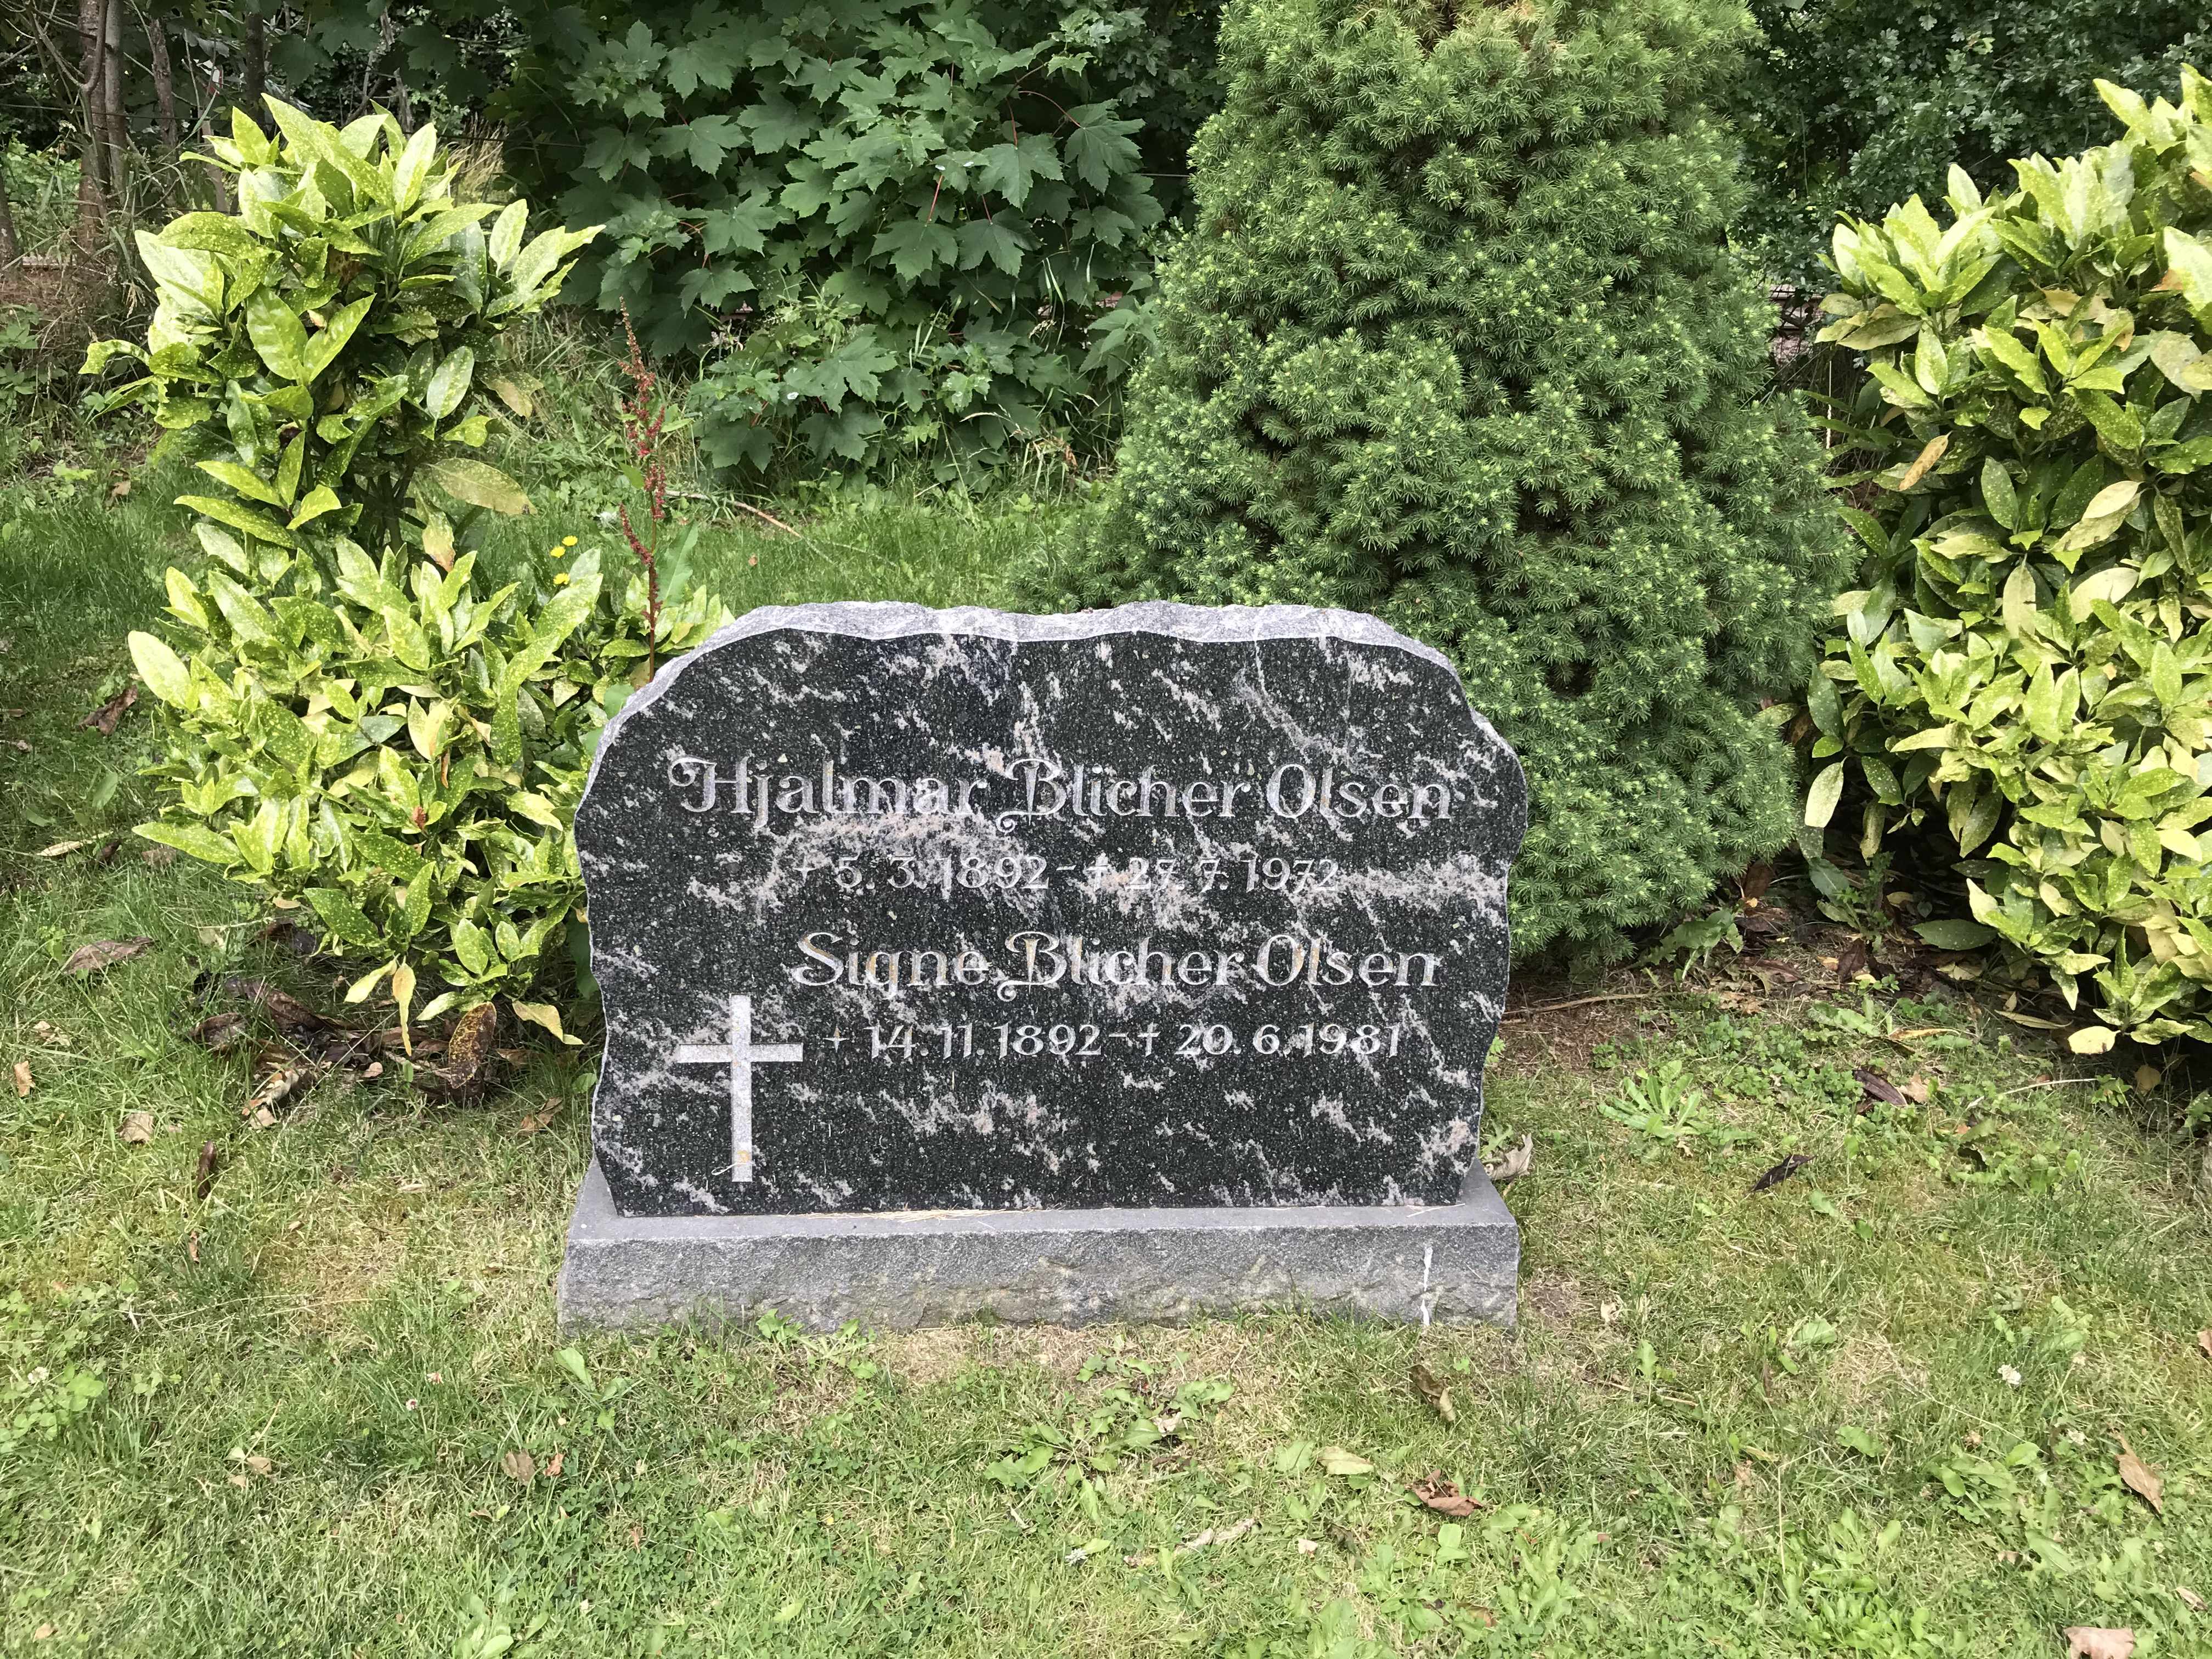 Hjalmar Blicher Olsen
+ 5. 3. 1892 - † 27. 7. 1972
Signe Blicher Olsen
+ 14. 11. 1892 - † 20. 6. 1981